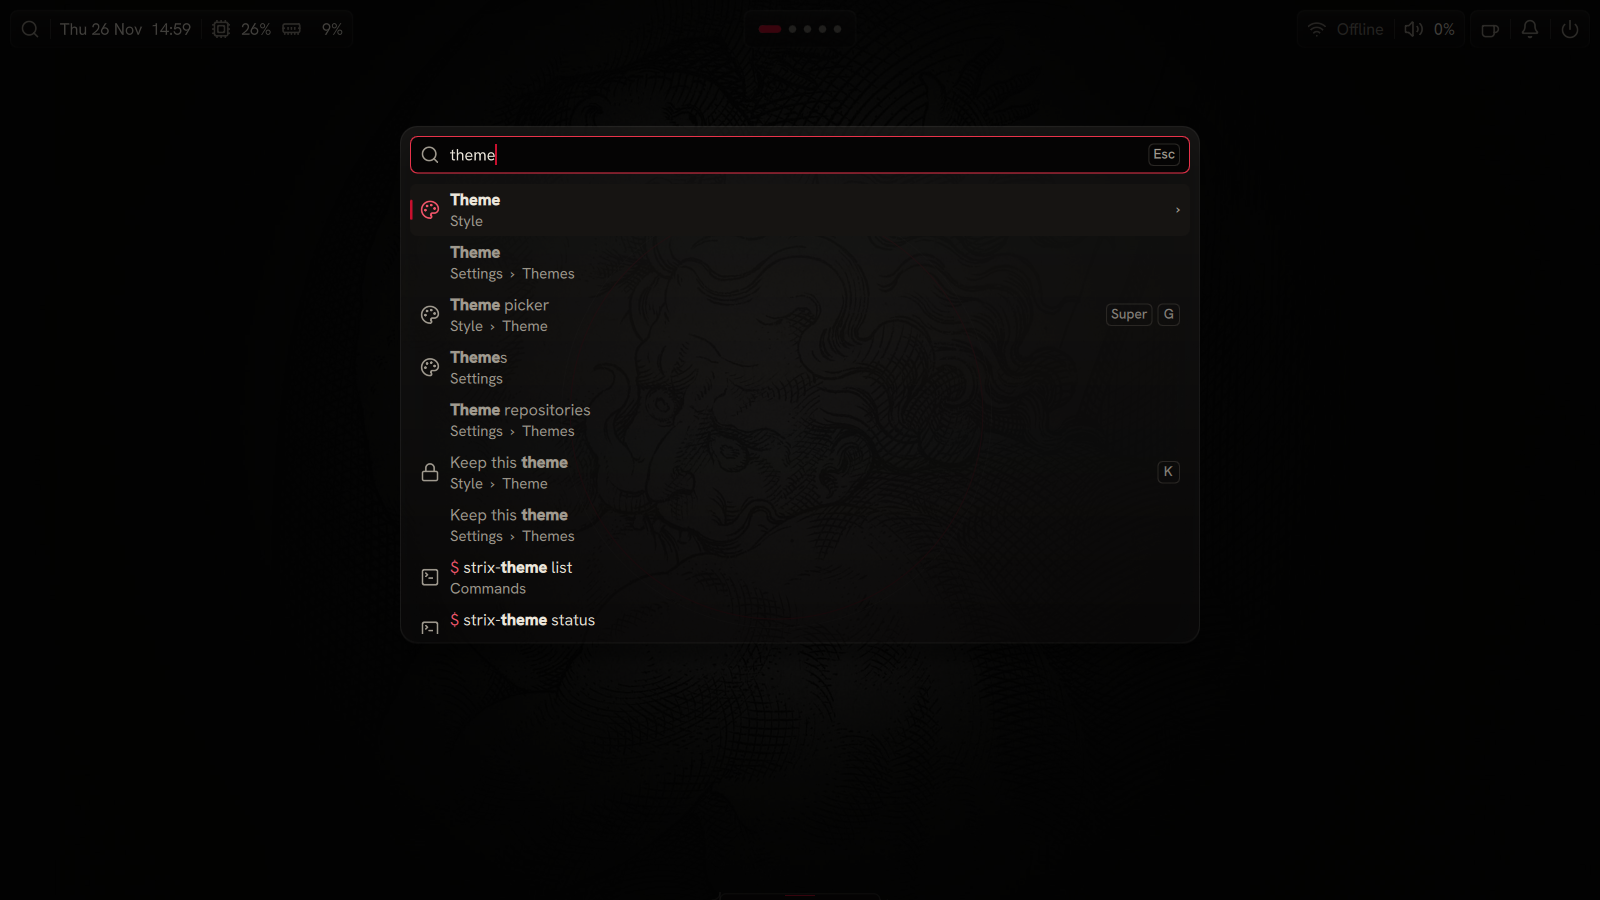 Thu 26 Nov 14:59 26% 9%
Offline 0%
theme Esc
Theme
Style ›
Theme
Settings › Themes
Theme picker
Style › Theme
Super G
Themes
Settings
Theme repositories
Settings › Themes
Keep this theme
Style › Theme
K
Keep this theme
Settings › Themes
$ strix-theme list
Commands
$ strix-theme status